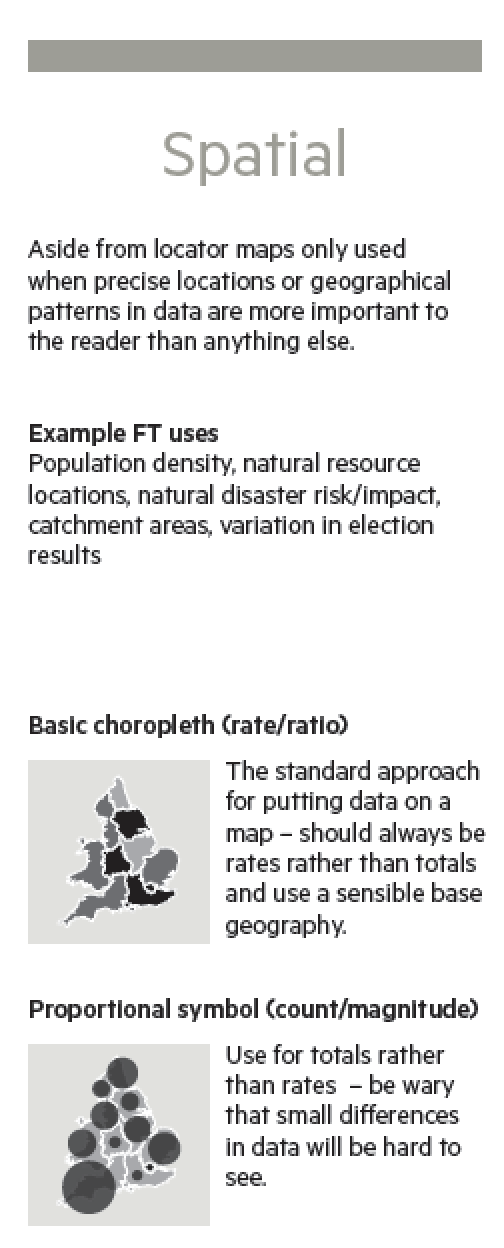 Spatial
Aside from locator maps only used
when precise locations or geographical
patterns in data are more important to
the reader than anything else.
Example FT uses
Population density, natural resource
locations, natural disaster risk/impact,
catchment areas, variation in election
results
Basic choropleth (rate/ratio)
The standard approach
for putting data on a
map – should always be
rates rather than totals
and use a sensible base
geography.
Proportional symbol (count/magnitude)
Use for totals rather
than rates  – be wary
that small differences
in data will be hard to
see.